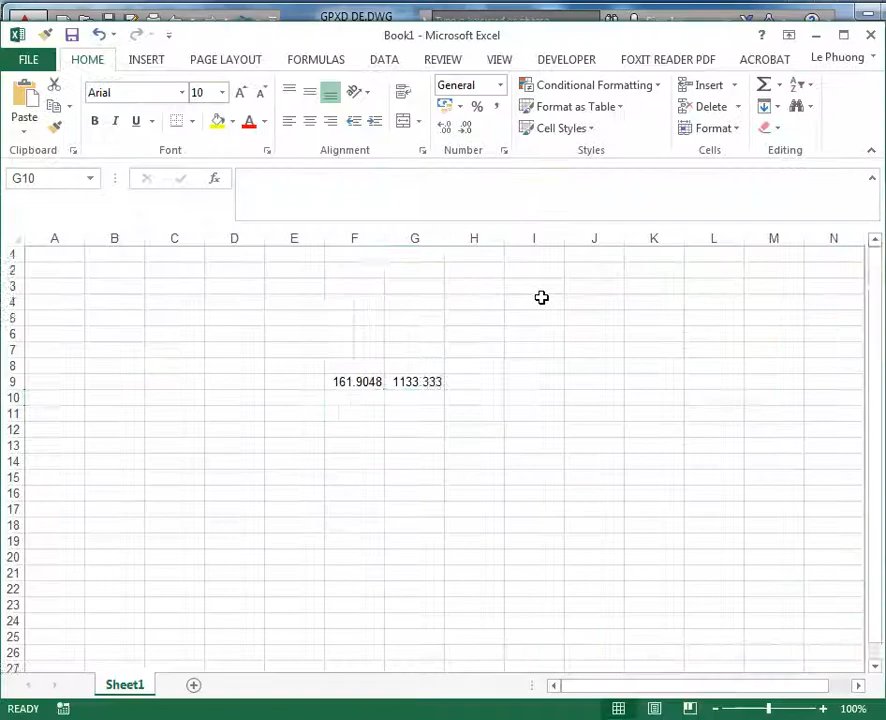 GPXD DE.DWG
Book1 - Microsoft Excel
FILE HOME INSERT PAGE LAYOUT FORMULAS DATA REVIEW VIEW DEVELOPER FOXIT READER PDF ACROBAT Le Phuong
Paste
Arial 10
B I U
General
Conditional Formatting
Format as Table
Cell Styles
Insert
Delete
Format
Clipboard Font Alignment Number Styles Cells Editing
G10
A B C D E F G H I J K L M N
1
2
3
4
5
6
7
8
9 161.9048 1133.333
10
11
12
13
14
15
16
17
18
19
20
21
22
23
24
25
26
27
Sheet1
READY 100%